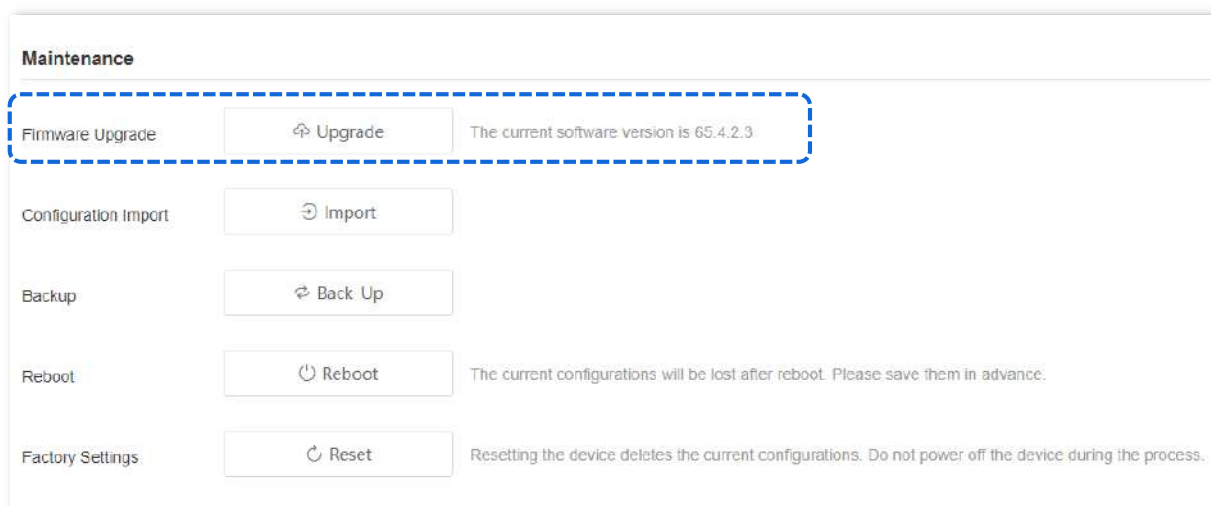 Maintenance
Firmware Upgrade Upgrade The current software version is 65.4.2.3
Configuration Import Import
Backup Back Up
Reboot Reboot The current configurations will be lost after reboot. Please save them in advance.
Factory Settings Reset Resetting the device deletes the current configurations. Do not power off the device during the process.